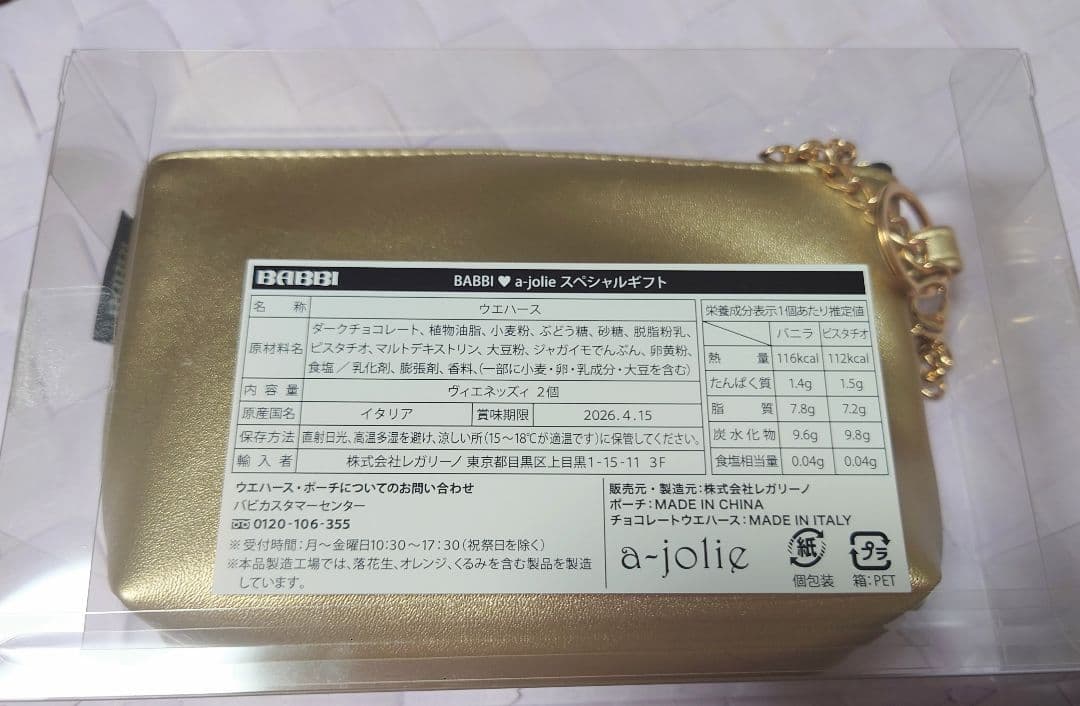 BABBI
BABBI♥a-jolie スペシャルギフト
名称 ウエハース
原材料名 ダークチョコレート、植物油脂、小麦粉、ぶどう糖、砂糖、脱脂粉乳、
ピスタチオ、マルトデキストリン、大豆粉、ジャガイモでんぷん、卵黄粉、
食塩／乳化剤、膨張剤、香料、(一部に小麦・卵・乳成分・大豆を含む)
内容量 ヴィエネッズィ 2個
原産国名 イタリア 賞味期限 2026.4.15
保存方法 直射日光、高温多湿を避け、涼しい所(15〜18℃が適温です)に保管してください。
輸入者 株式会社レガリーノ 東京都目黒区上目黒1-15-11 3F
栄養成分表示1個あたり推定値
バニラ ピスタチオ
熱量 116kcal 112kcal
たんぱく質 1.4g 1.5g
脂質 7.8g 7.2g
炭水化物 9.6g 9.8g
食塩相当量 0.04g 0.04g
ウエハース・ポーチについてのお問い合わせ
バビカスタマーセンター
0120-106-355
※受付時間：月〜金曜日10:30〜17:30(祝祭日を除く)
※本品製造工場では、落花生、オレンジ、くるみを含む製品を製造
しています。
販売元・製造元：株式会社レガリーノ
ポーチ：MADE IN CHINA
チョコレートウエハース：MADE IN ITALY
a-jolie
紙
個包装
プラ
箱：PET